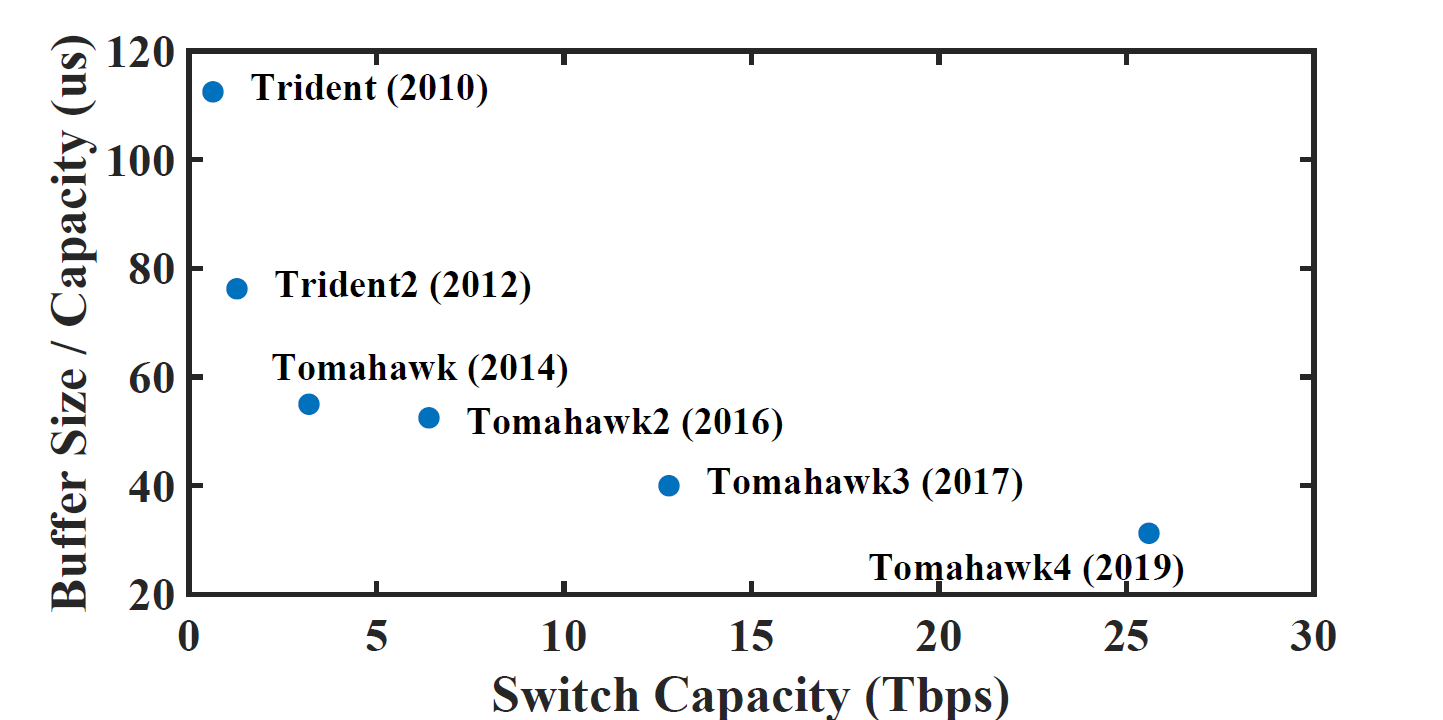 Buffer Size / Capacity (us)
120
100
80
60
40
20
Trident (2010)
Trident2 (2012)
Tomahawk (2014)
Tomahawk2 (2016)
Tomahawk3 (2017)
Tomahawk4 (2019)
0 5 10 15 20 25 30
Switch Capacity (Tbps)